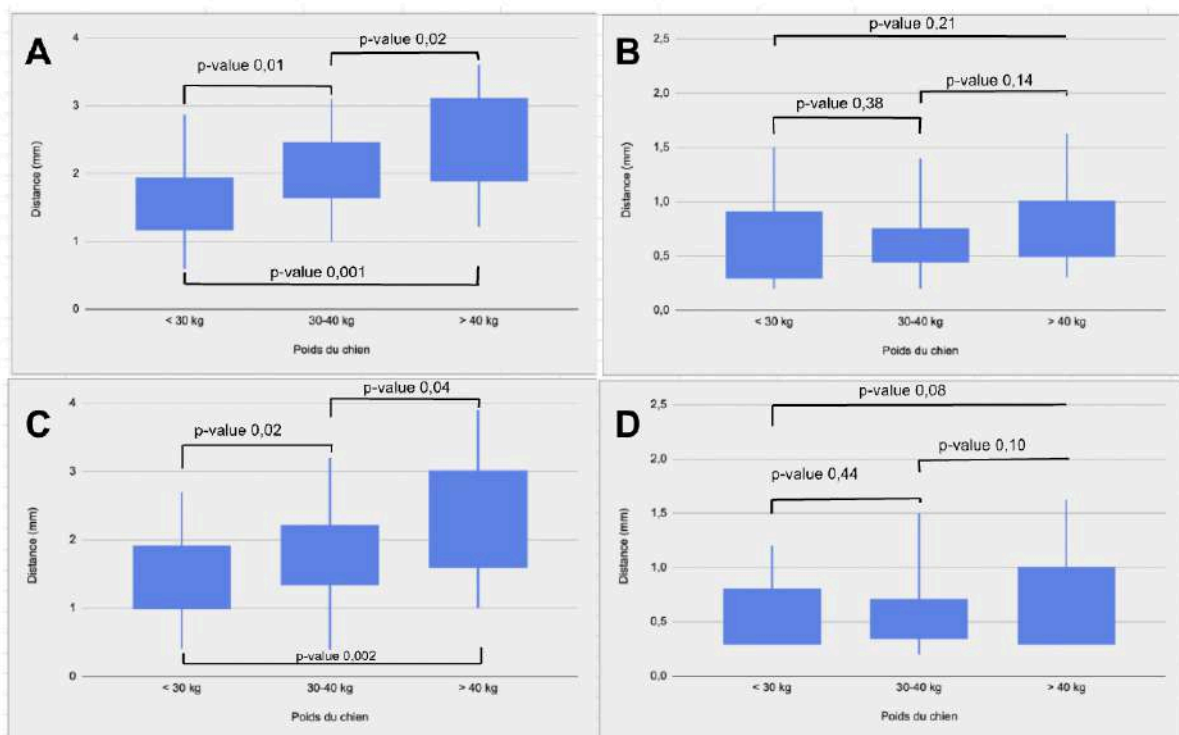 A
4
p-value 0,02
p-value 0,01
3
2
Distance (mm)
1
p-value 0,001
0
< 30 kg
30-40 kg
> 40 kg
Poids du chien
B
2,5
p-value 0,21
2,0
p-value 0,14
p-value 0,38
1,5
Distance (mm)
1,0
0,5
0,0
< 30 kg
30-40 kg
> 40 kg
Poids du chien
C
4
p-value 0,04
p-value 0,02
3
2
Distance (mm)
1
p-value 0,002
0
< 30 kg
30-40 kg
> 40 kg
Poids du chien
D
p-value 0,08
2,5
p-value 0,10
2,0
p-value 0,44
1,5
Distance (mm)
1,0
0,5
0,0
< 30 kg
30-40 kg
> 40 kg
Poids du chien